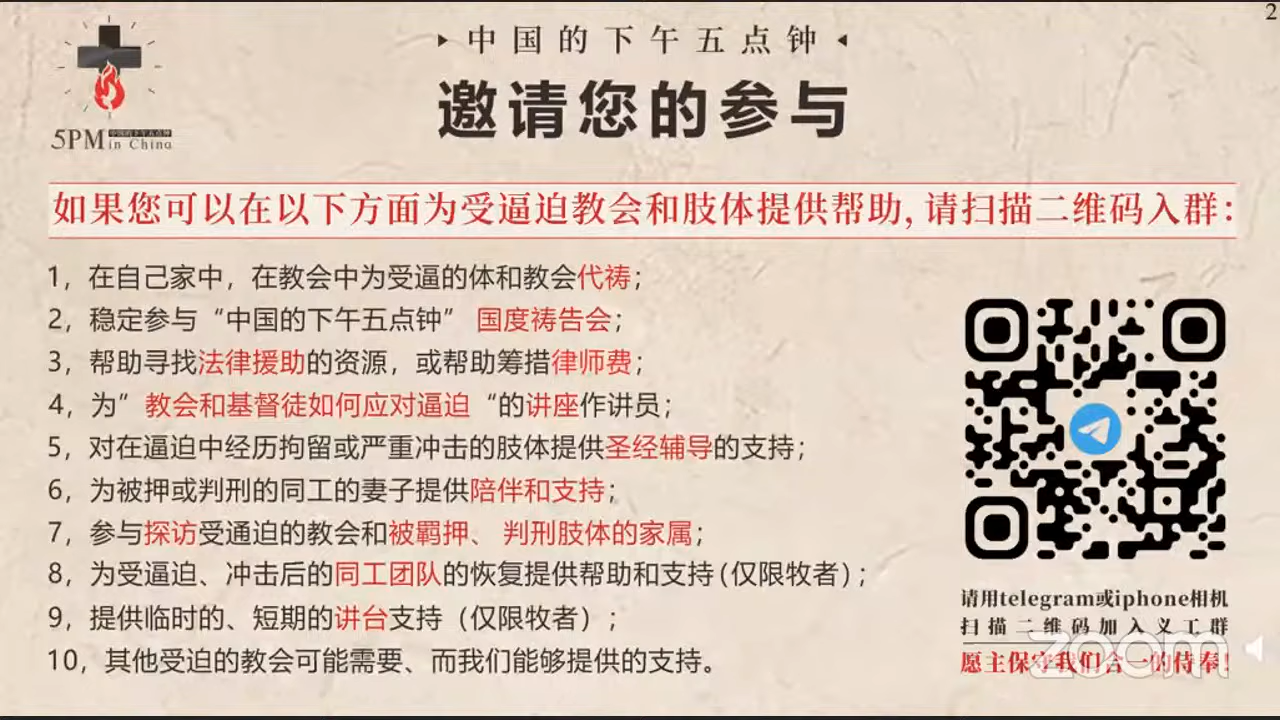 2
中国的下午五点钟
邀请您的参与
5PM 中国的下午五点钟
in China
如果您可以在以下方面为受逼迫教会和肢体提供帮助, 请扫描二维码入群:
1，在自己家中，在教会中为受逼的体和教会代祷；
2，稳定参与“中国的下午五点钟” 国度祷告会；
3，帮助寻找法律援助的资源，或帮助筹措律师费；
4，为” 教会和基督徒如何应对逼迫 “的讲座作讲员；
5，对在逼迫中经历拘留或严重冲击的肢体提供圣经辅导的支持；
6，为被押或判刑的同工的妻子提供陪伴和支持；
7，参与探访受通迫的教会和被羁押、 判刑肢体的家属；
8，为受逼迫、冲击后的同工团队的恢复提供帮助和支持(仅限牧者)；
9，提供临时的、短期的讲台支持（仅限牧者）；
10，其他受迫的教会可能需要、而我们能够提供的支持。
请用telegram或iphone相机
扫描二维码加入义工群
愿主保守我们合一的侍奉!
zoom